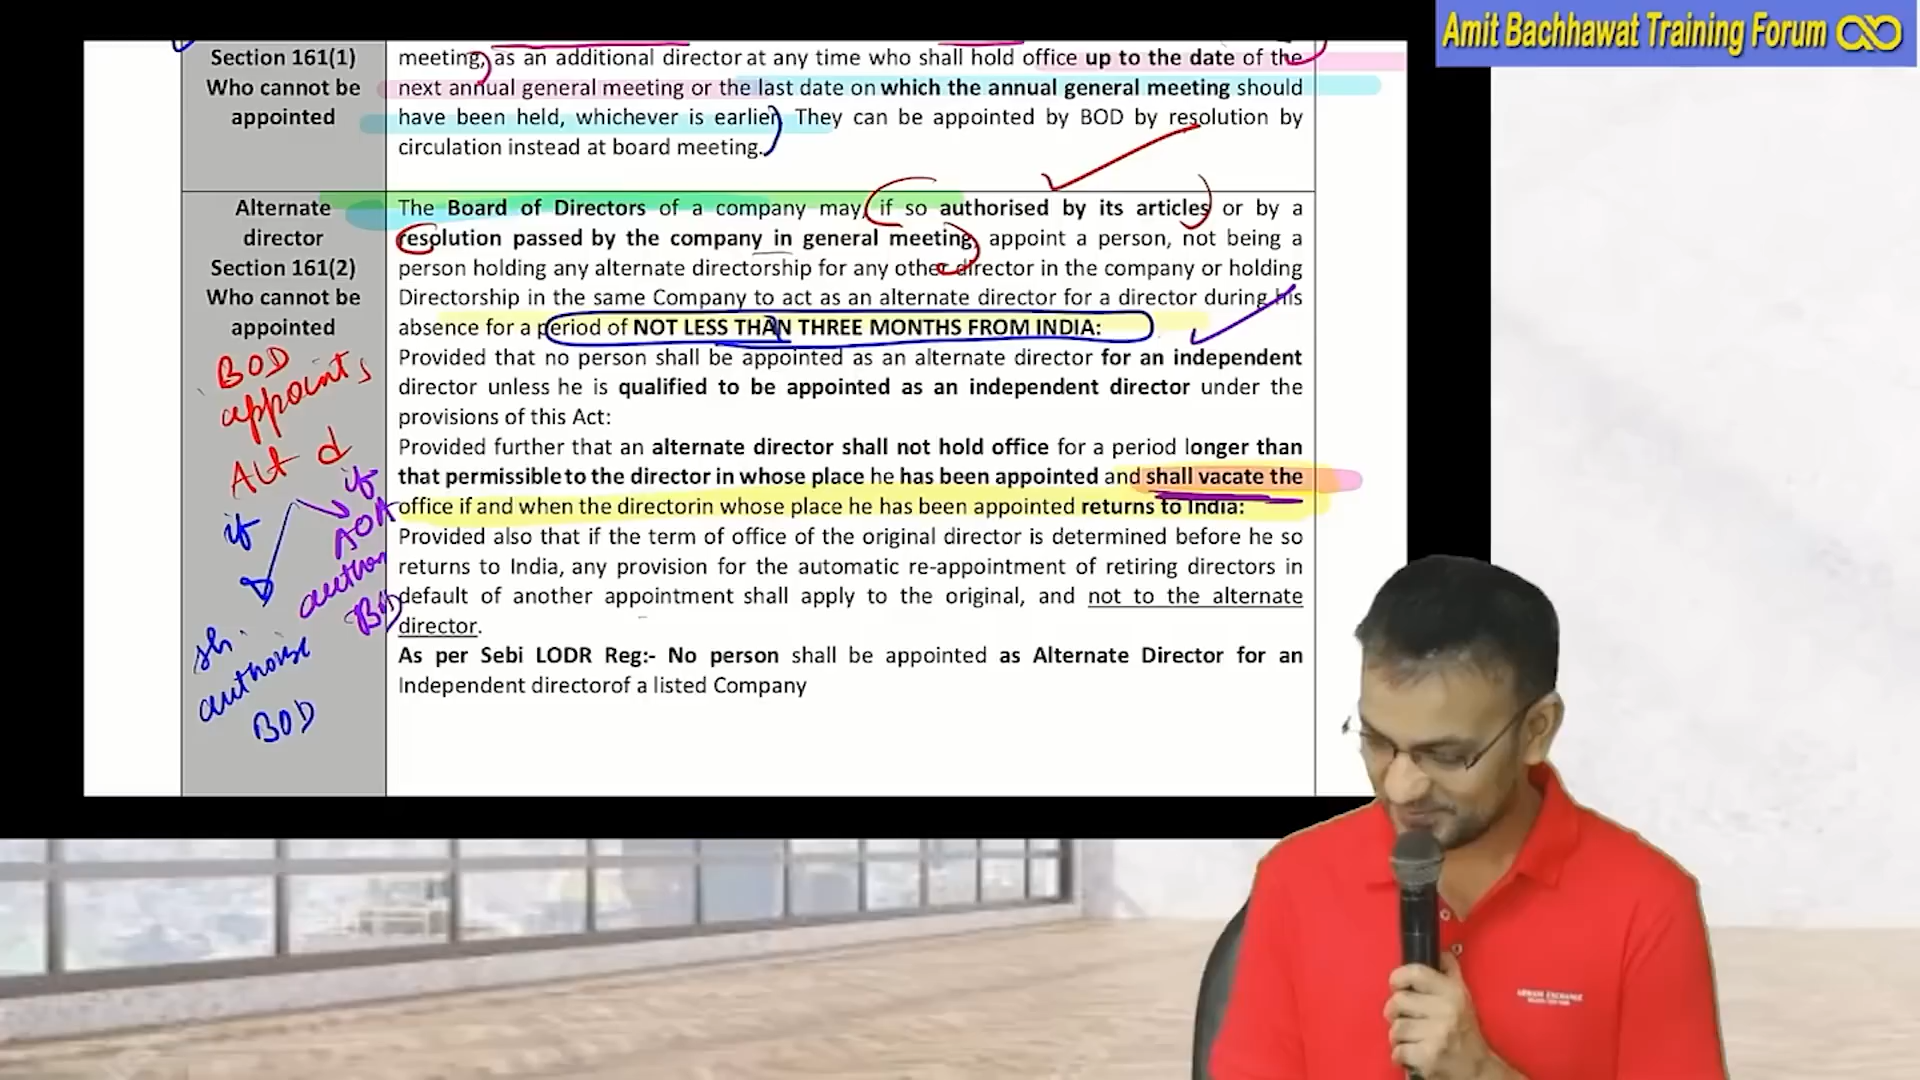 Amit Bachhawat Training Forum
Section 161(1)
Who cannot be
appointed
meeting, as an additional director at any time who shall hold office up to the date of the
next annual general meeting or the last date on which the annual general meeting should
have been held, whichever is earlier. They can be appointed by BOD by resolution by
circulation instead at board meeting.
Alternate
director
Section 161(2)
Who cannot be
appointed
The Board of Directors of a company may, if so authorised by its articles or by a
resolution passed by the company in general meeting, appoint a person, not being a
person holding any alternate directorship for any other director in the company or holding
Directorship in the same Company to act as an alternate director for a director during his
absence for a period of NOT LESS THAN THREE MONTHS FROM INDIA:
Provided that no person shall be appointed as an alternate director for an independent
director unless he is qualified to be appointed as an independent director under the
provisions of this Act:
Provided further that an alternate director shall not hold office for a period longer than
that permissible to the director in whose place he has been appointed and shall vacate the
office if and when the directorin whose place he has been appointed returns to India:
Provided also that if the term of office of the original director is determined before he so
returns to India, any provision for the automatic re-appointment of retiring directors in
default of another appointment shall apply to the original, and not to the alternate
director.
As per Sebi LODR Reg:- No person shall be appointed as Alternate Director for an
Independent directorof a listed Company
BOD
appoints
Alt d
if
if
AOA
author
BOD
sh.
authorise
BOD